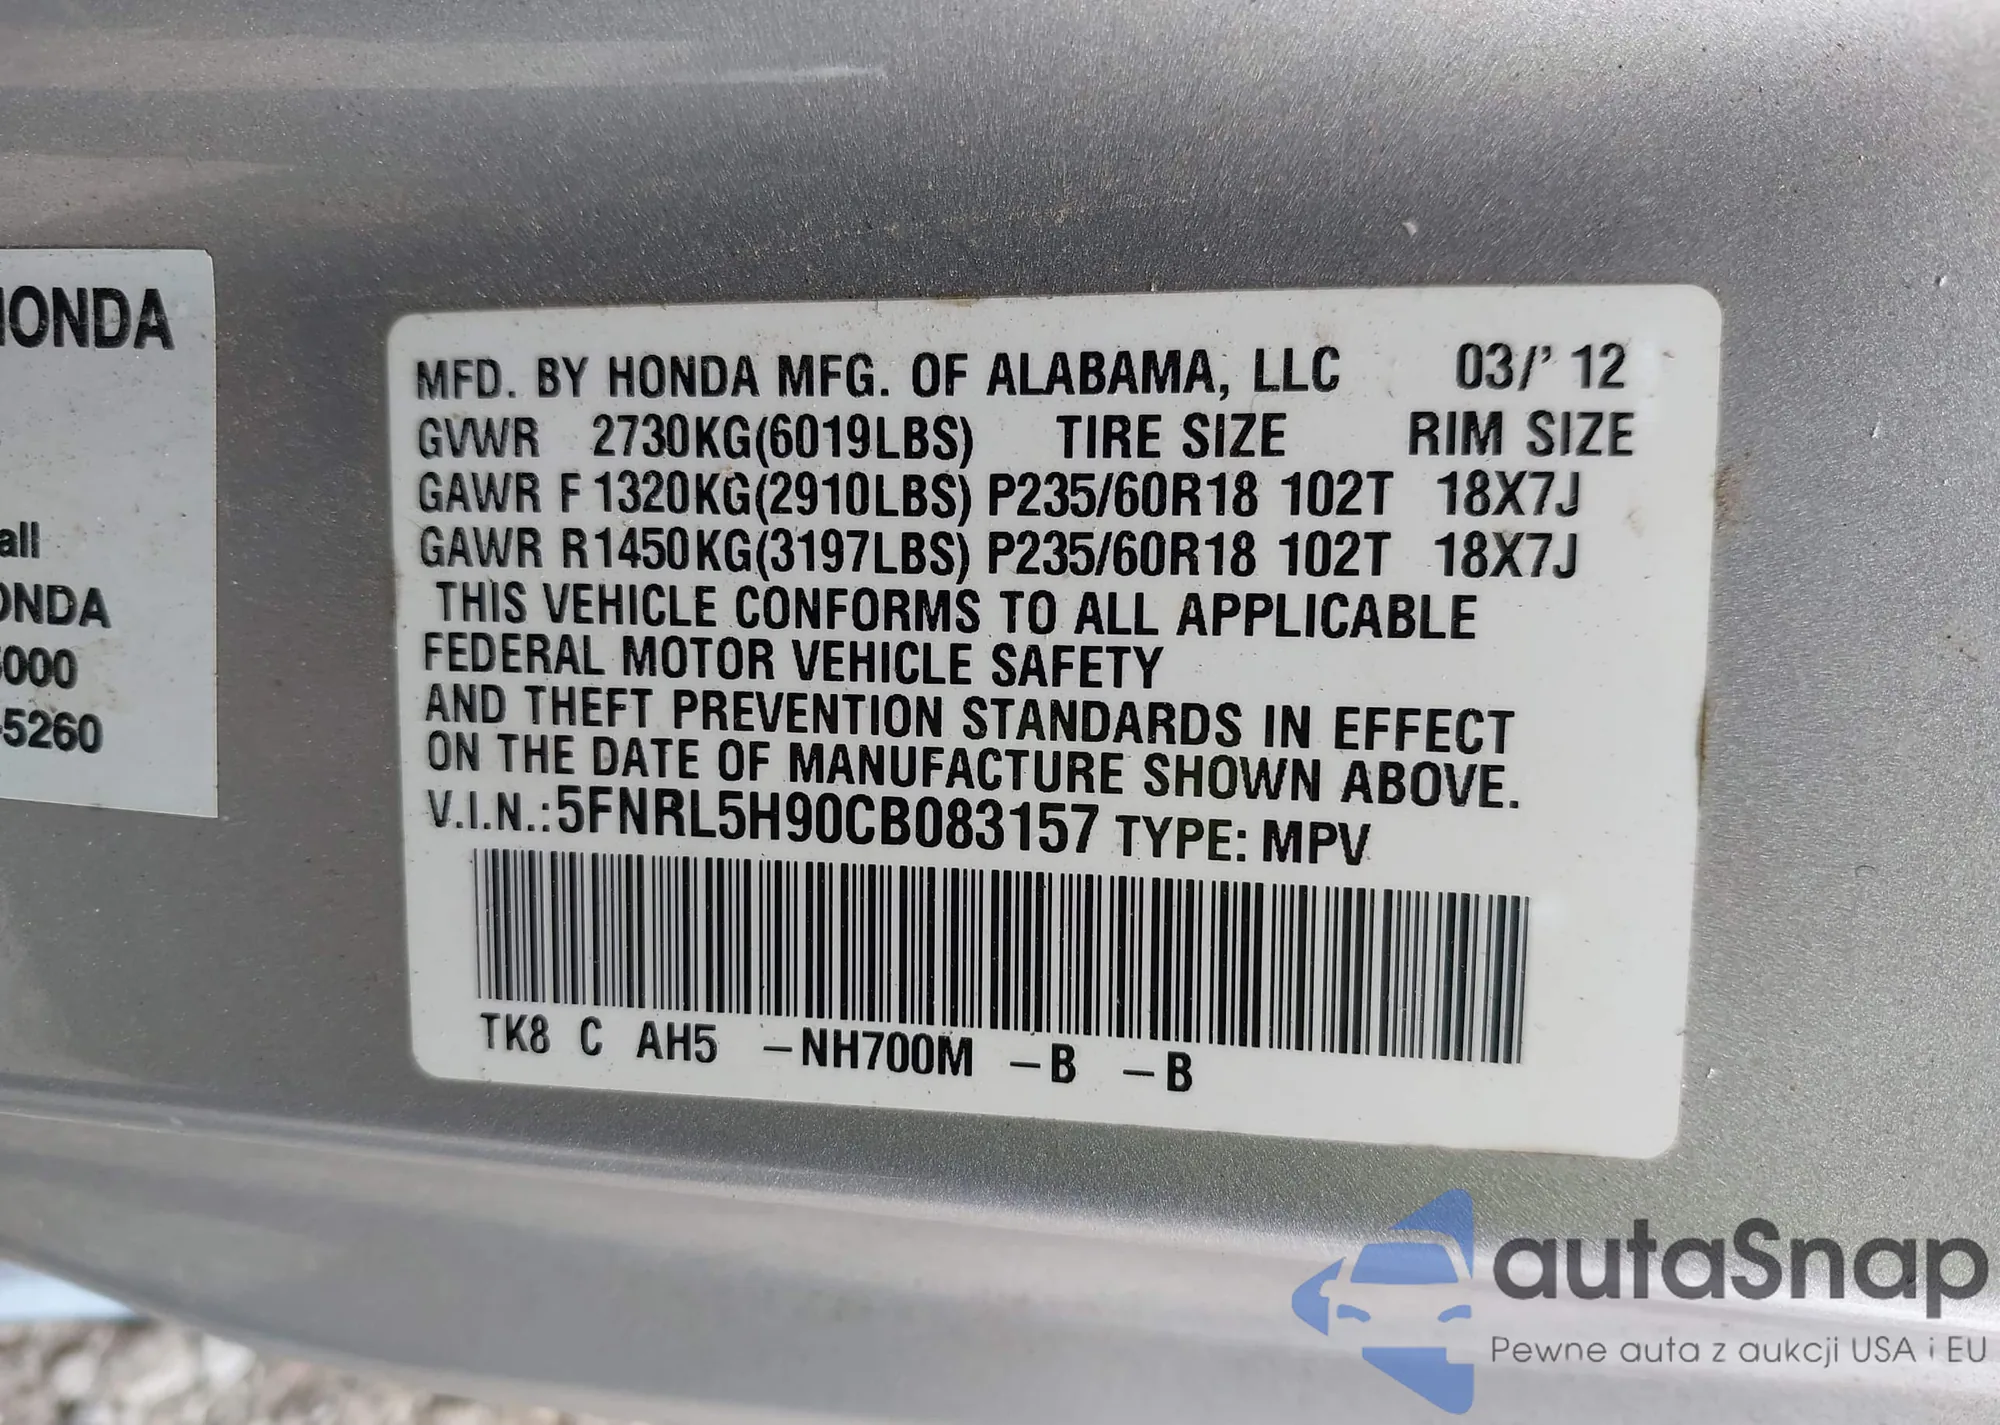 HONDA
all
ONDA
5000
-5260
MFD. BY HONDA MFG. OF ALABAMA, LLC 03/' 12
GVWR 2730KG(6019LBS) TIRE SIZE RIM SIZE
GAWR F 1320KG(2910LBS) P235/60R18 102T 18X7J
GAWR R1450KG(3197LBS) P235/60R18 102T 18X7J
THIS VEHICLE CONFORMS TO ALL APPLICABLE
FEDERAL MOTOR VEHICLE SAFETY
AND THEFT PREVENTION STANDARDS IN EFFECT
ON THE DATE OF MANUFACTURE SHOWN ABOVE.
V.I.N.: 5FNRL5H90CB083157 TYPE: MPV
TK8 C AH5 -NH700M -B -B
autaSnap
Pewne auta z aukcji USA i EU